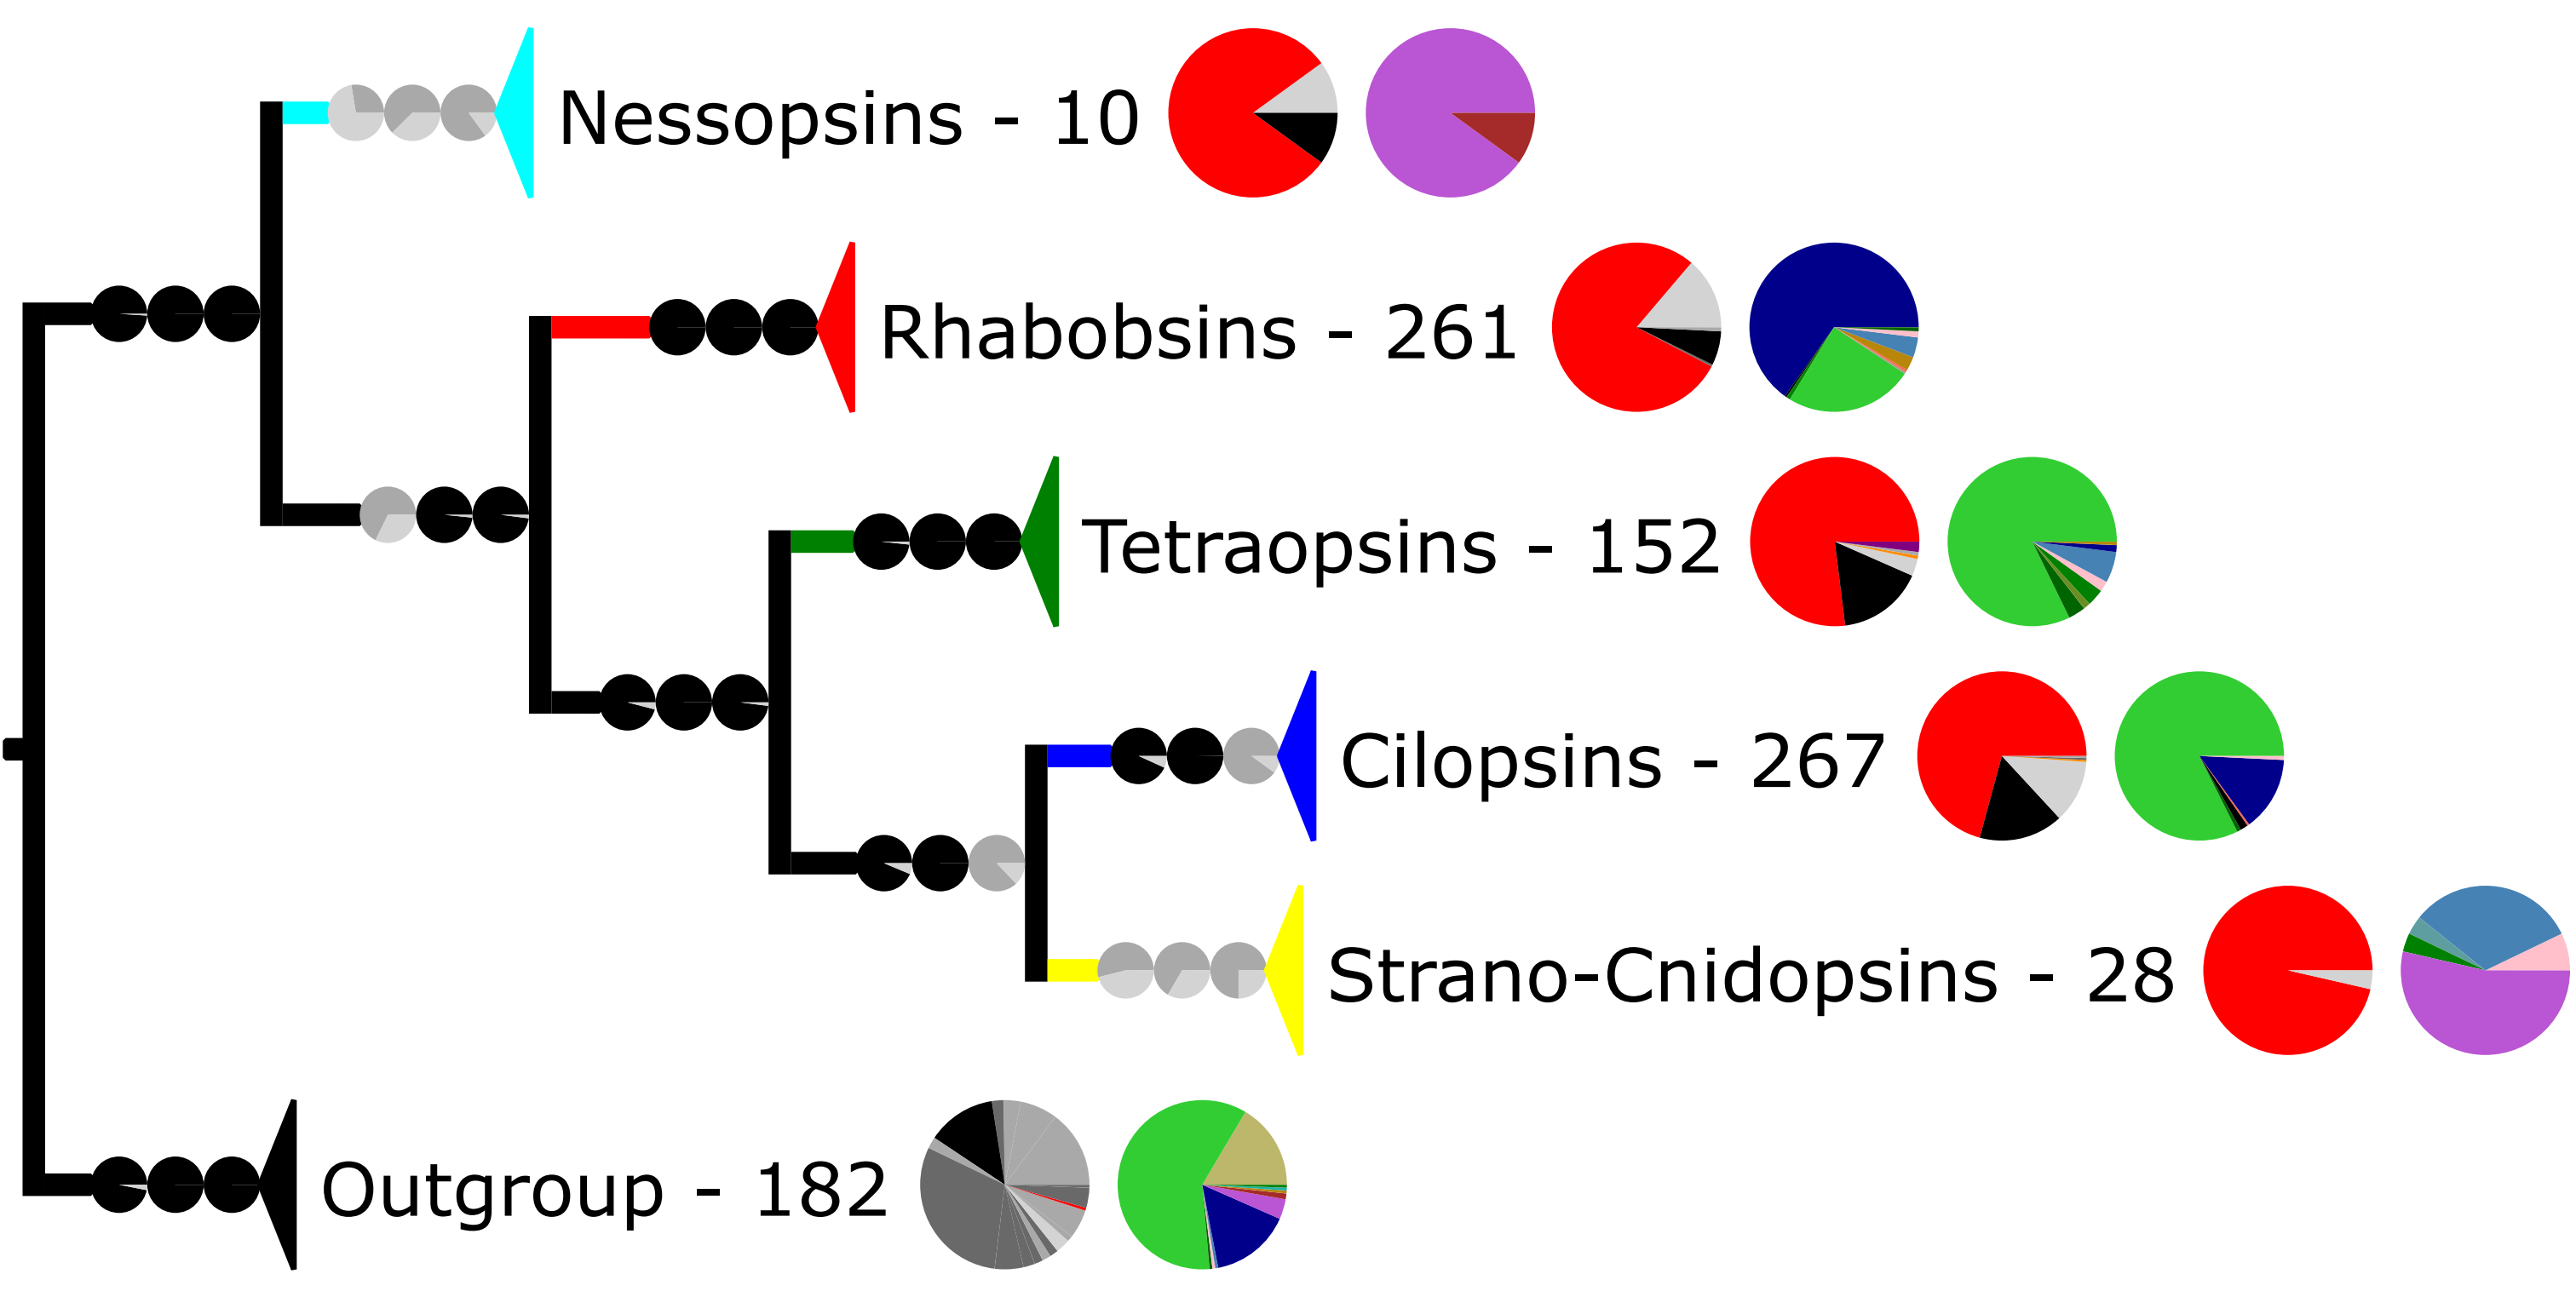 Nessopsins - 10
Rhabobsins - 261
Tetraopsins - 152
Cilopsins - 267
Strano-Cnidopsins - 28
Outgroup - 182